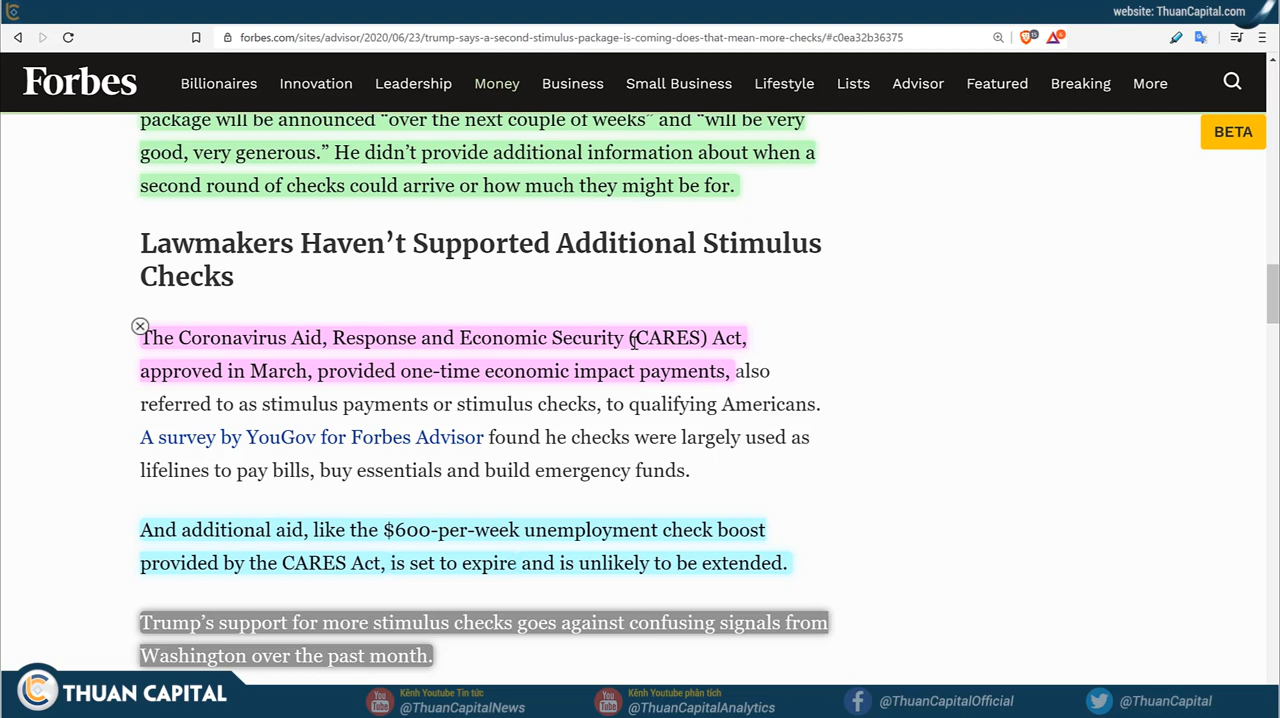 website: ThuanCapital.com
forbes.com/sites/advisor/2020/06/23/trump-says-a-second-stimulus-package-is-coming-does-that-mean-more-checks/#c0ea32b36375
Forbes Billionaires Innovation Leadership Money Business Small Business Lifestyle Lists Advisor Featured Breaking More
BETA
package will be announced “over the next couple of weeks” and “will be very
good, very generous.” He didn’t provide additional information about when a
second round of checks could arrive or how much they might be for.
Lawmakers Haven’t Supported Additional Stimulus
Checks
The Coronavirus Aid, Response and Economic Security (CARES) Act,
approved in March, provided one-time economic impact payments, also
referred to as stimulus payments or stimulus checks, to qualifying Americans.
A survey by YouGov for Forbes Advisor found he checks were largely used as
lifelines to pay bills, buy essentials and build emergency funds.
And additional aid, like the $600-per-week unemployment check boost
provided by the CARES Act, is set to expire and is unlikely to be extended.
Trump’s support for more stimulus checks goes against confusing signals from
Washington over the past month.
THUAN CAPITAL
You Tube
Kênh Youtube Tin tức
@ThuanCapitalNews
You Tube
Kênh Youtube phân tích
@ThuanCapitalAnalytics
@ThuanCapitalOfficial
@ThuanCapital